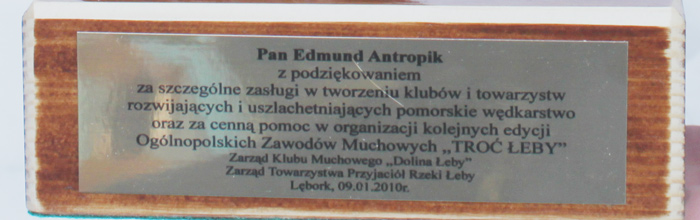 Pan Edmund Antropik
z podziękowaniem
za szczególne zasługi w tworzeniu klubów i towarzystw
rozwijających i uszlachetniających pomorskie wędkarstwo
oraz za cenną pomoc w organizacji kolejnych edycji
Ogólnopolskich Zawodów Muchowych „TROĆ ŁEBY”
Zarząd Klubu Muchowego „Dolina Łeby”
Zarząd Towarzystwa Przyjaciół Rzeki Łeby
Lębork, 09.01.2010r.